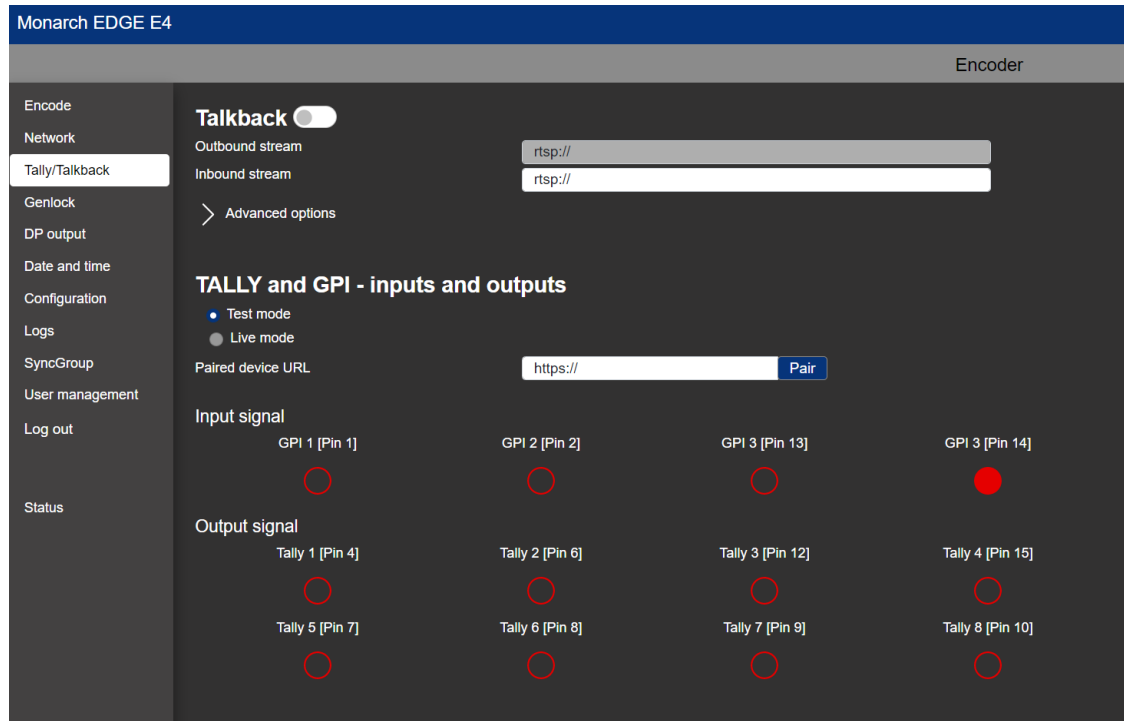 Monarch EDGE E4
Encoder
Encode
Network
Tally/Talkback
Genlock
DP output
Date and time
Configuration
Logs
SyncGroup
User management
Log out
Status
Talkback
Outbound stream rtsp://
Inbound stream rtsp://
Advanced options
TALLY and GPI - inputs and outputs
Test mode
Live mode
Paired device URL https:// Pair
Input signal
GPI 1 [Pin 1] GPI 2 [Pin 2] GPI 3 [Pin 13] GPI 3 [Pin 14]
Output signal
Tally 1 [Pin 4] Tally 2 [Pin 6] Tally 3 [Pin 12] Tally 4 [Pin 15]
Tally 5 [Pin 7] Tally 6 [Pin 8] Tally 7 [Pin 9] Tally 8 [Pin 10]